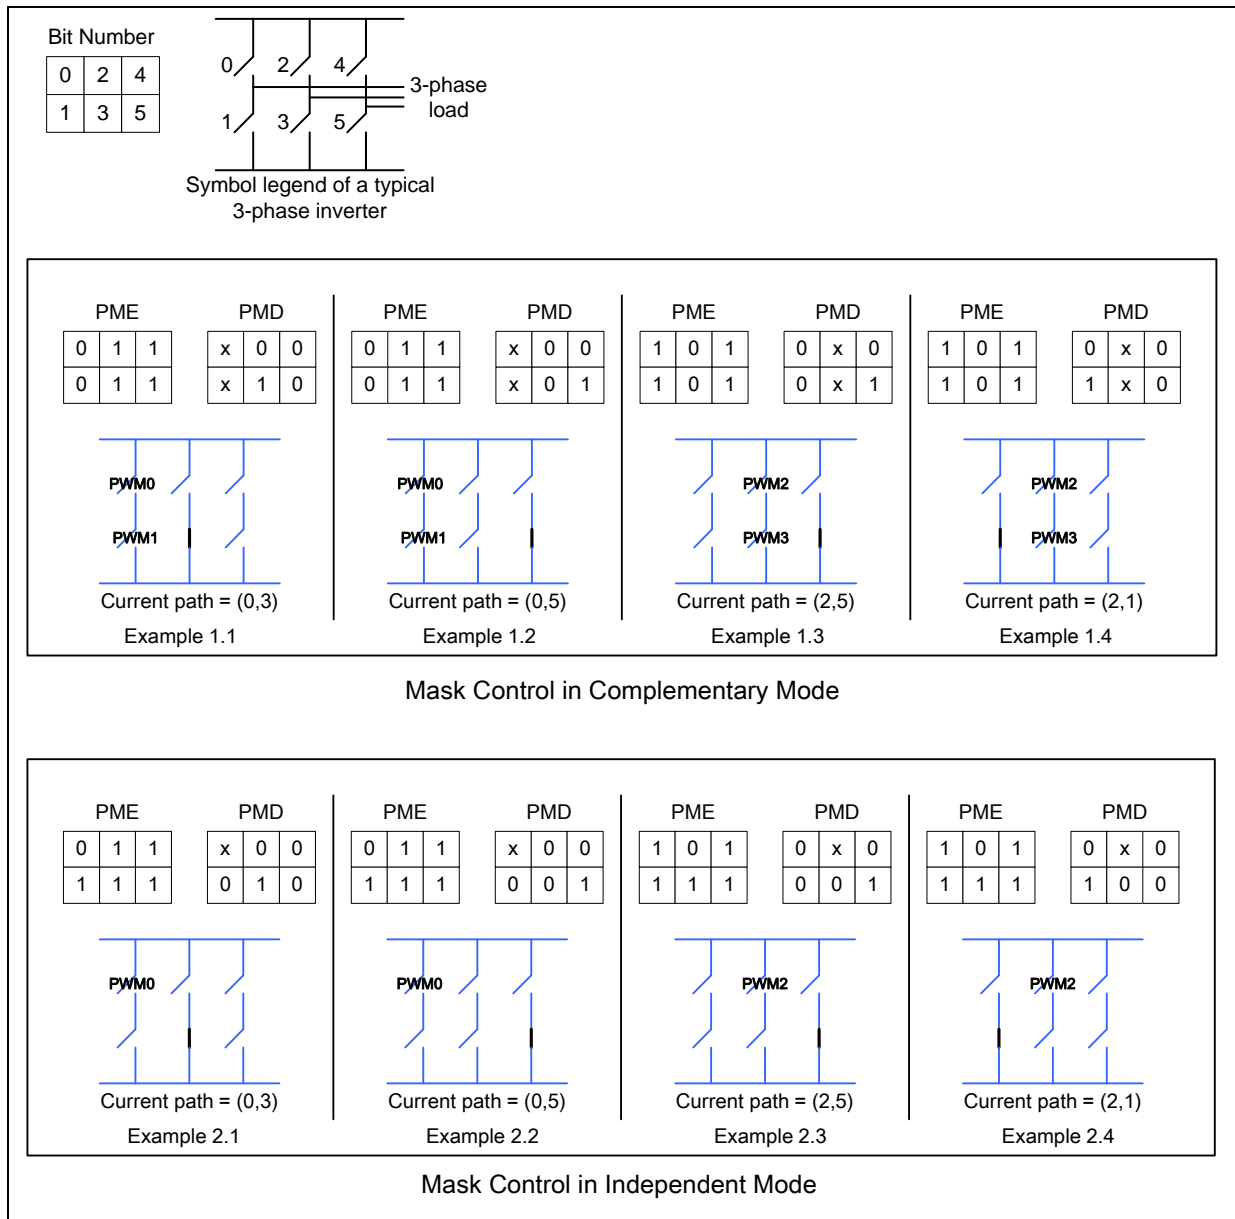 Bit Number
0 2 4
1 3 5
0 2 4
1 3 5
3-phase
load
Symbol legend of a typical
3-phase inverter
PME PMD PME PMD PME PMD PME PMD
0 1 1 x 0 0 0 1 1 x 0 0 1 0 1 0 x 0 1 0 1 0 x 0
0 1 1 x 1 0 0 1 1 x 0 1 1 0 1 0 x 1 1 0 1 1 x 0
PWM0 PWM0 PWM2 PWM2
PWM1 PWM1 PWM3 PWM3
Current path = (0,3) Current path = (0,5) Current path = (2,5) Current path = (2,1)
Example 1.1 Example 1.2 Example 1.3 Example 1.4
Mask Control in Complementary Mode
PME PMD PME PMD PME PMD PME PMD
0 1 1 x 0 0 0 1 1 x 0 0 1 0 1 0 x 0 1 0 1 0 x 0
1 1 1 0 1 0 1 1 1 0 0 1 1 1 1 0 0 1 1 1 1 1 0 0
PWM0 PWM0 PWM2 PWM2
Current path = (0,3) Current path = (0,5) Current path = (2,5) Current path = (2,1)
Example 2.1 Example 2.2 Example 2.3 Example 2.4
Mask Control in Independent Mode